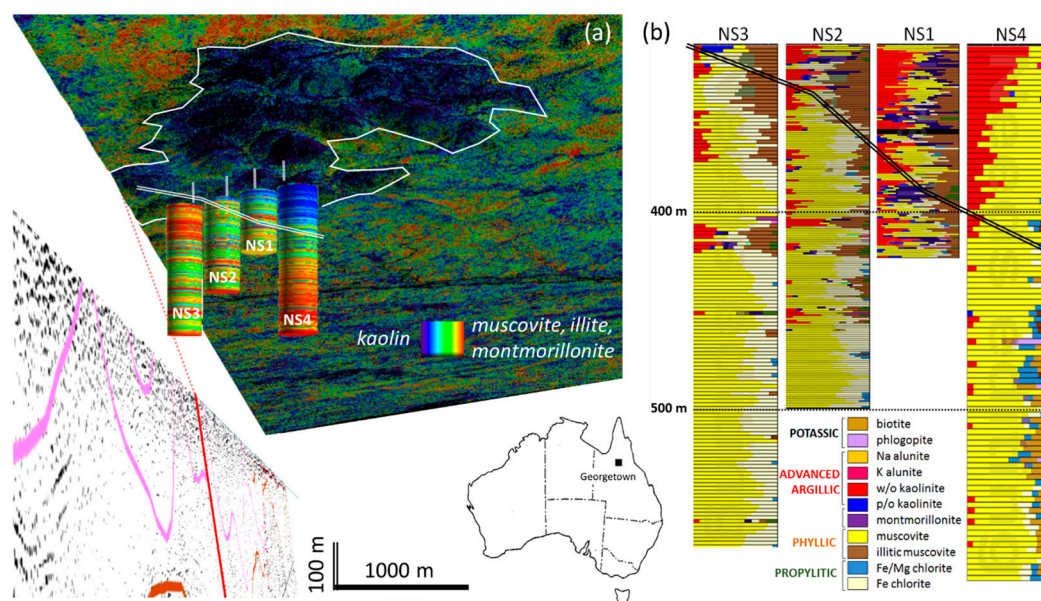 (a)
NS1
NS2
NS3
NS4
kaolin
muscovite, illite,
montmorillonite
Georgetown
100 m
1000 m
(b)
NS3
NS2
NS1
NS4
400 m
500 m
POTASSIC
ADVANCED
ARGILLIC
PHYLLIC
PROPYLITIC
biotite
phlogopite
Na alunite
K alunite
w/o kaolinite
p/o kaolinite
montmorillonite
muscovite
illitic muscovite
Fe/Mg chlorite
Fe chlorite